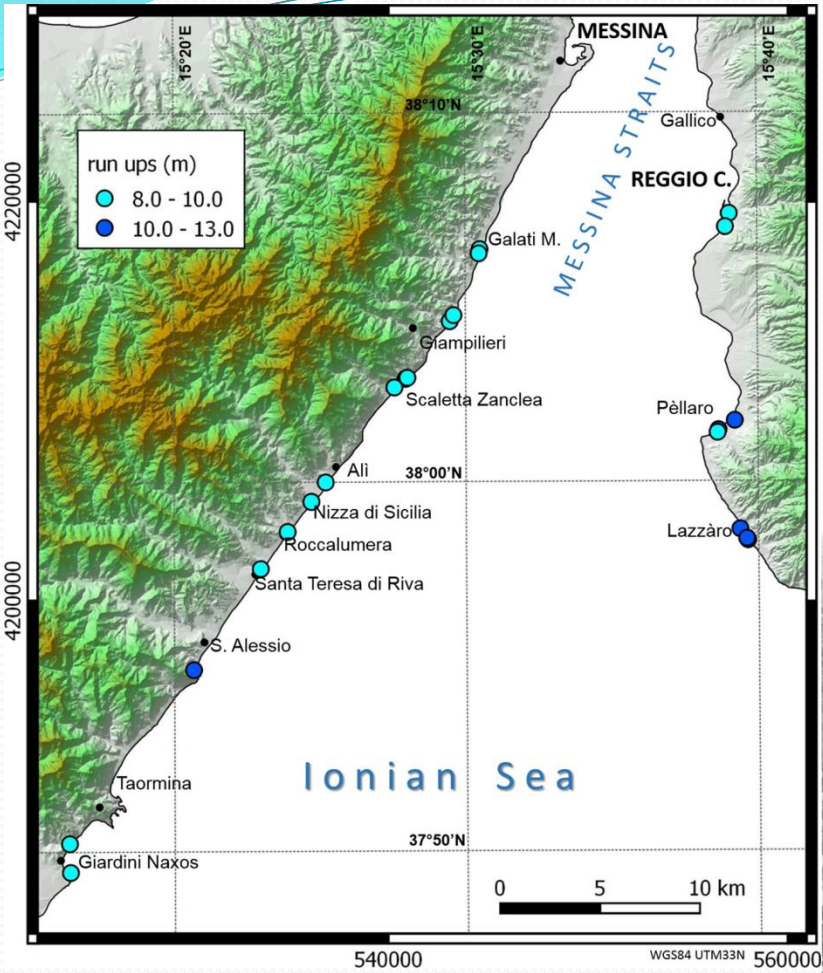 MESSINA
15°20'E
15°30'E
15°40'E
38°10'N
Gallico
MESSINA STRAITS
run ups (m)
8.0 - 10.0
10.0 - 13.0
REGGIO C.
4220000
Galati M.
Giampilieri
Scaletta Zanclea
Pèllaro
Alì
38°00'N
Nizza di Sicilia
Lazzàro
Roccalumera
Santa Teresa di Riva
4200000
S. Alessio
Ionian Sea
Taormina
37°50'N
Giardini Naxos
0 5 10 km
540000
WGS84 UTM33N
560000